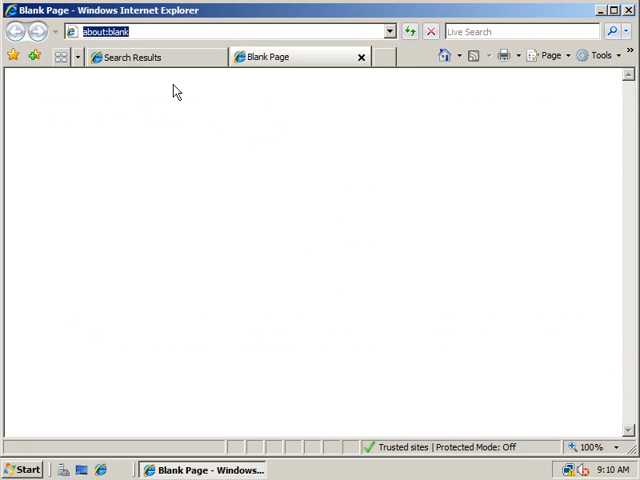 Blank Page - Windows Internet Explorer
about:blank
Live Search
Search Results
Blank Page
Page
Tools
Trusted sites | Protected Mode: Off
100%
Start
Blank Page - Windows...
9:10 AM